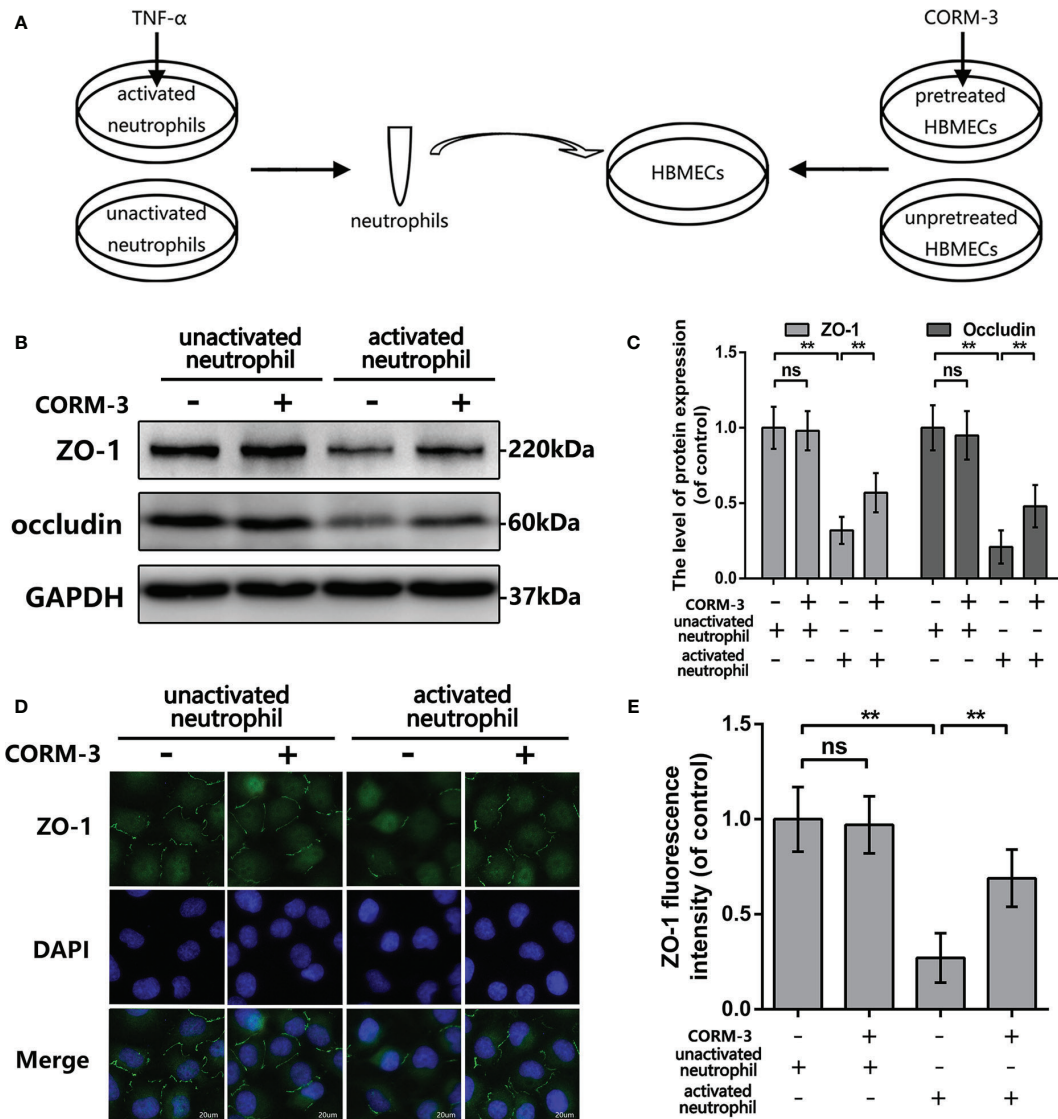 A
TNF-α
CORM-3
activated
neutrophils
pretreated
HBMECs
neutrophils
HBMECs
unactivated
neutrophils
unpretreated
HBMECs
B
unactivated
neutrophil
activated
neutrophil
CORM-3 - + - +
ZO-1
-220kDa
occludin
-60kDa
GAPDH
-37kDa
C
ZO-1 Occludin
** ** ** **
ns ns
The level of protein expression
(of control)
1.5
1.0
0.5
0.0
CORM-3 - + - + - + - +
unactivated
neutrophil + + - - + + - -
activated
neutrophil - - + + - - + +
D
unactivated
neutrophil
activated
neutrophil
CORM-3 - + - +
ZO-1
DAPI
Merge
20um 20um 20um 20um
E
** **
ns
ZO-1 fluorescence
intensity (of control)
1.5
1.0
0.5
0.0
CORM-3 - + - +
unactivated
neutrophil + + - -
activated
neutrophil - - + +